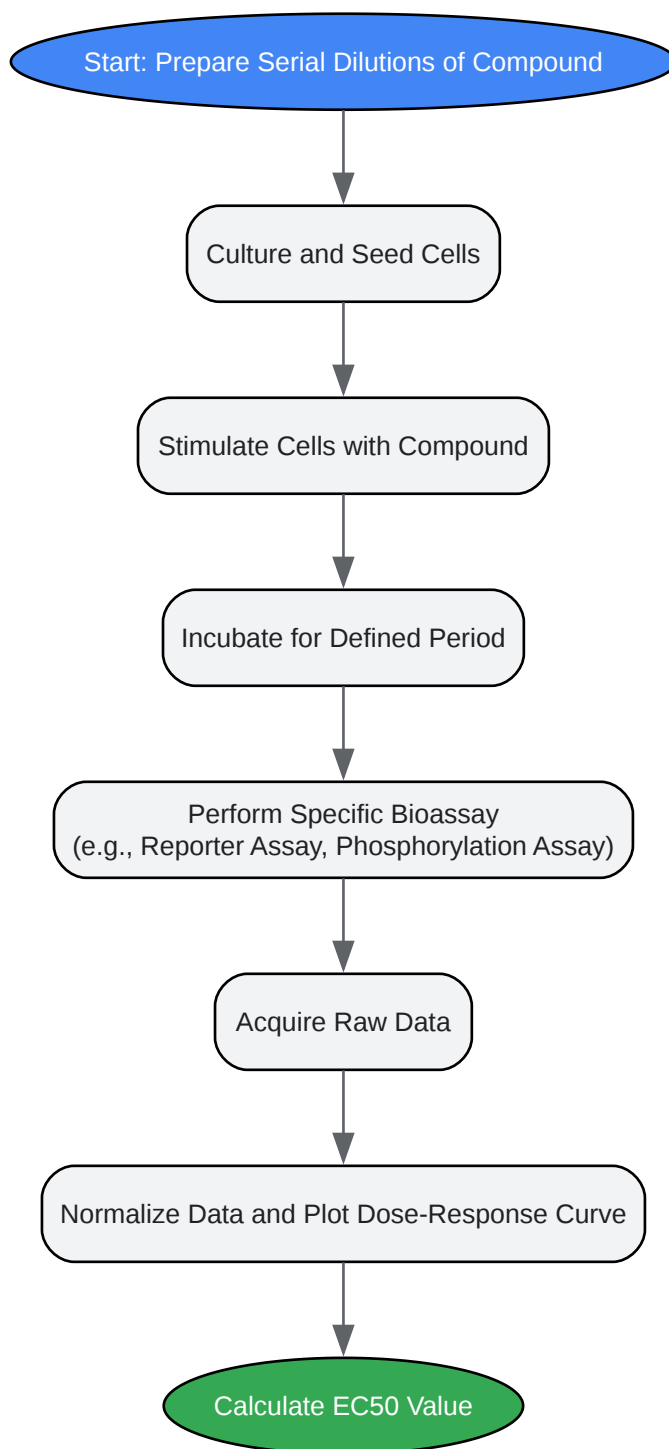 Start: Prepare Serial Dilutions of Compound
Culture and Seed Cells
Stimulate Cells with Compound
Incubate for Defined Period
Perform Specific Bioassay
(e.g., Reporter Assay, Phosphorylation Assay)
Acquire Raw Data
Normalize Data and Plot Dose-Response Curve
Calculate EC50 Value